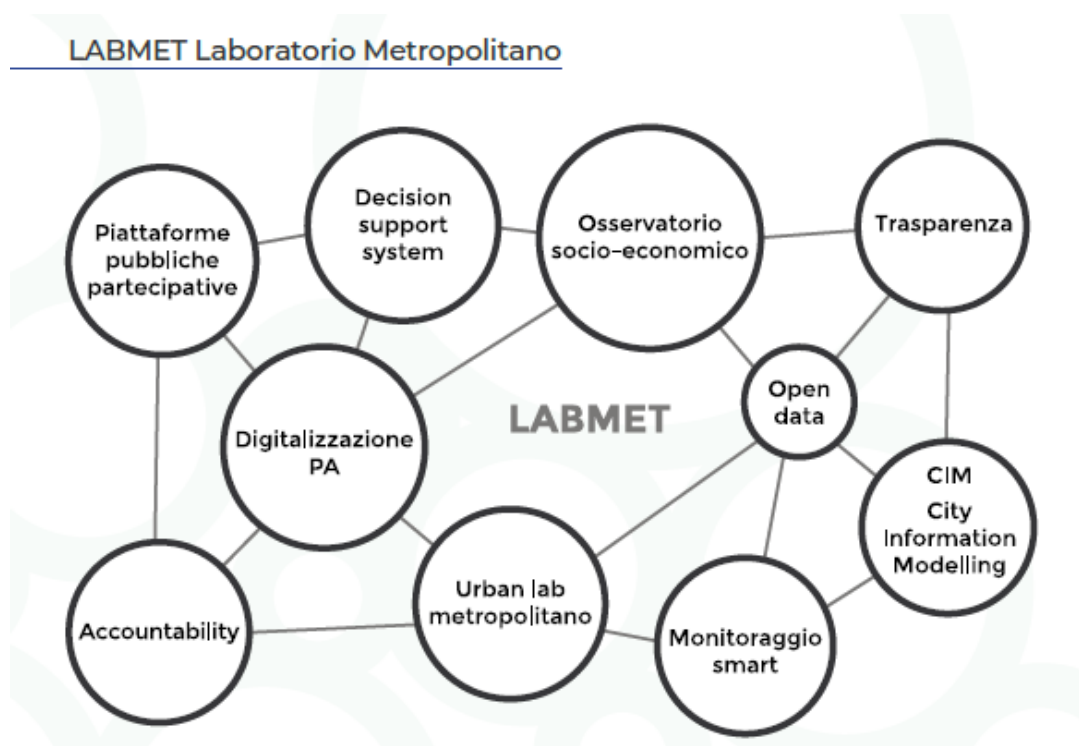 LABMET Laboratorio Metropolitano
Piattaforme
pubbliche
partecipative
Decision
support
system
Osservatorio
socio-economico
Trasparenza
Digitalizzazione
PA
LABMET
Open
data
CIM
City
Information
Modelling
Accountability
Urban lab
metropolitano
Monitoraggio
smart